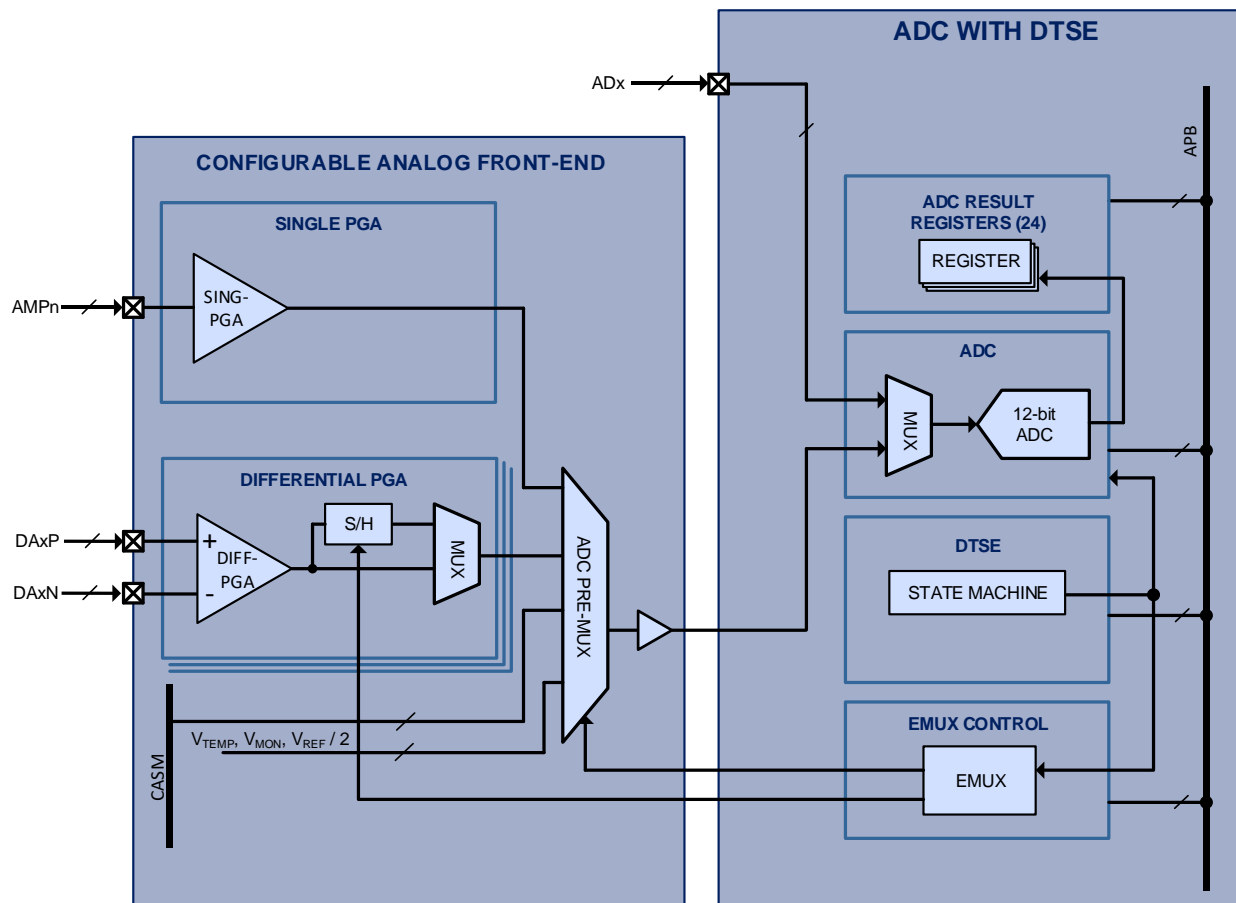 ADC WITH DTSE
ADx
APB
CONFIGURABLE ANALOG FRONT-END
SINGLE PGA
AMPn
SING-
PGA
ADC RESULT
REGISTERS (24)
REGISTER
ADC
MUX
12-bit
ADC
DIFFERENTIAL PGA
DAxP
DAxN
+
-
DIFF-
PGA
S/H
MUX
ADC PRE-MUX
DTSE
STATE MACHINE
CASM
VTEMP, VMON, VREF / 2
EMUX CONTROL
EMUX